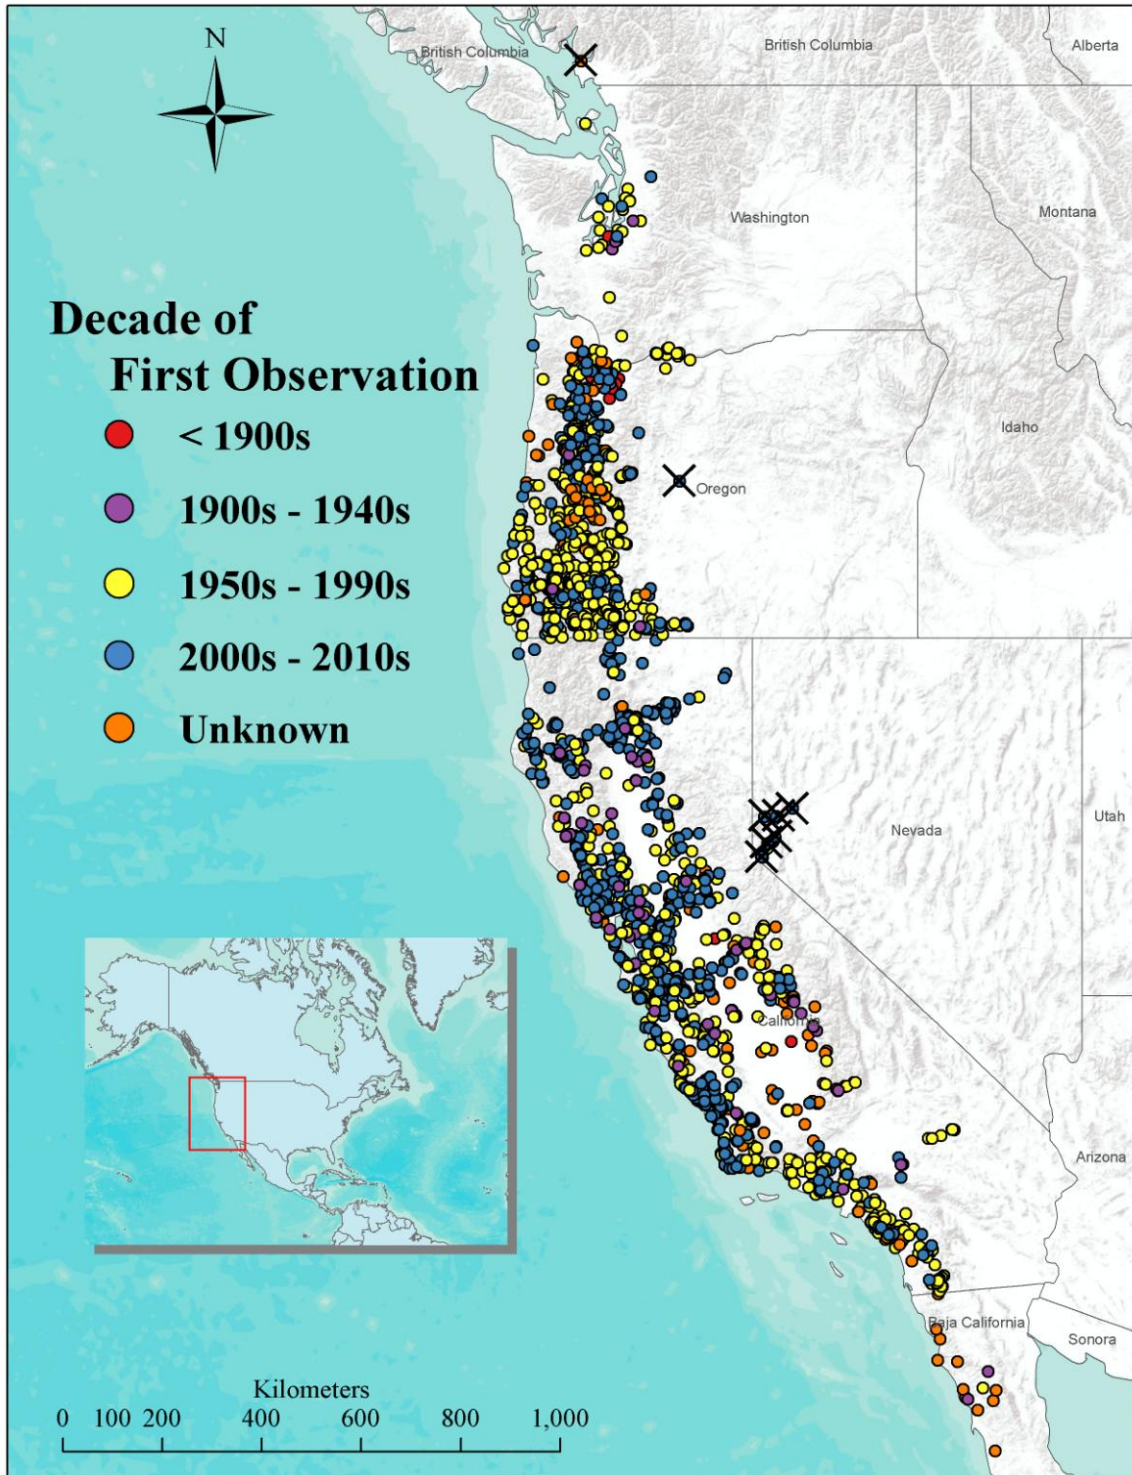 N
British Columbia
British Columbia
Alberta
Washington
Montana
Decade of
First Observation
< 1900s
1900s - 1940s
1950s - 1990s
2000s - 2010s
Unknown
Idaho
Oregon
Nevada
Utah
California
Arizona
Baja California
Sonora
Kilometers
0 100 200 400 600 800 1,000